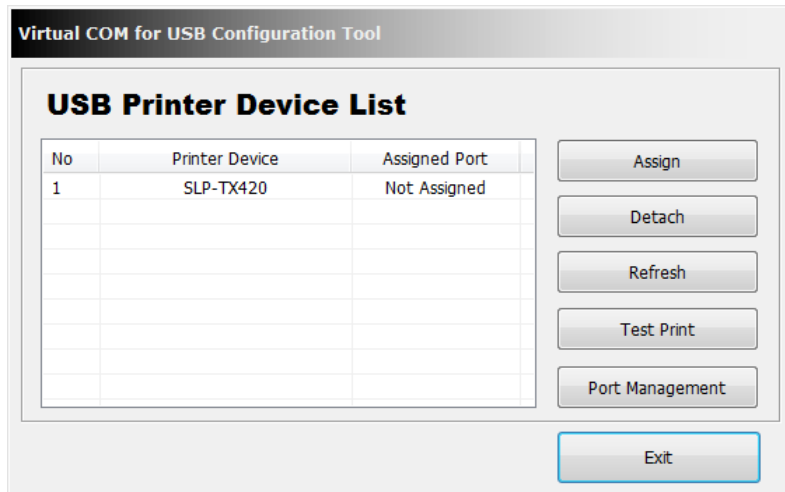 Virtual COM for USB Configuration Tool
USB Printer Device List
No Printer Device Assigned Port
1 SLP-TX420 Not Assigned
Assign
Detach
Refresh
Test Print
Port Management
Exit